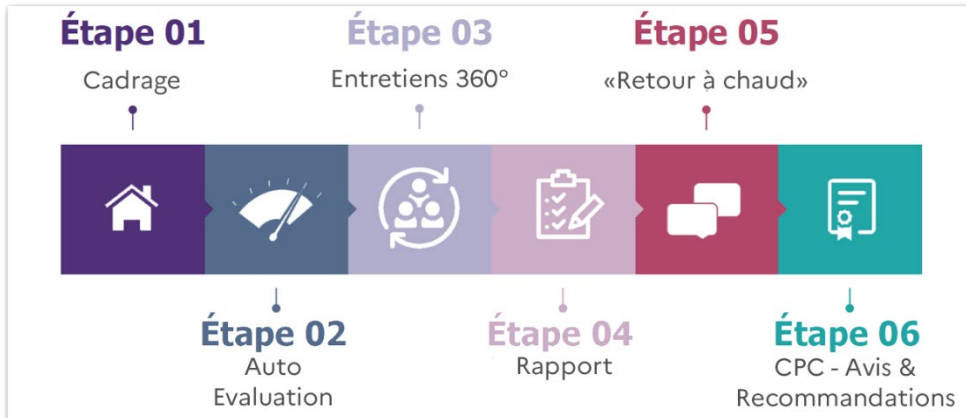 Étape 01
Cadrage
Étape 03
Entretiens 360°
Étape 05
«Retour à chaud»
Étape 02
Auto
Evaluation
Étape 04
Rapport
Étape 06
CPC - Avis &
Recommandations